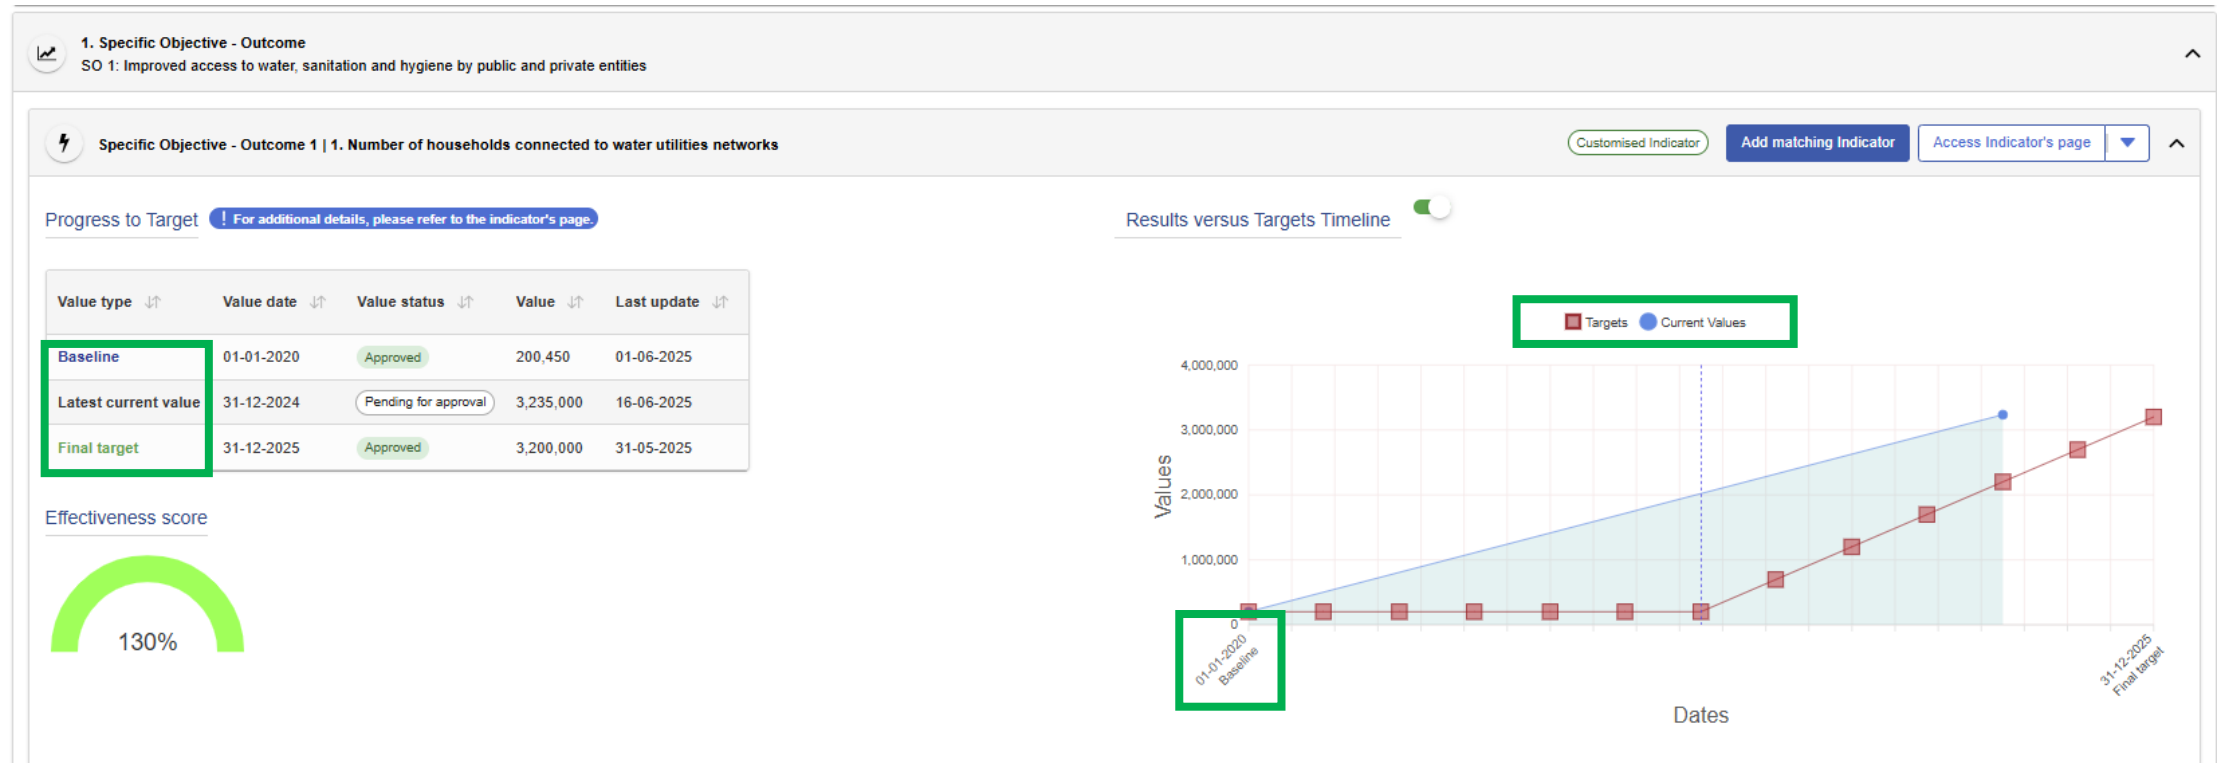 1. Specific Objective - Outcome
SO 1: Improved access to water, sanitation and hygiene by public and private entities
Specific Objective - Outcome 1 | 1. Number of households connected to water utilities networks
Customised Indicator
Add matching Indicator
Access Indicator's page
Progress to Target
! For additional details, please refer to the indicator's page.
Value type Value date Value status Value Last update
Baseline 01-01-2020 Approved 200,450 01-06-2025
Latest current value 31-12-2024 Pending for approval 3,235,000 16-06-2025
Final target 31-12-2025 Approved 3,200,000 31-05-2025
Effectiveness score
130%
Results versus Targets Timeline
Targets Current Values
4,000,000
3,000,000
2,000,000
1,000,000
0
Values
01-01-2020
Baseline
31-12-2025
Final target
Dates